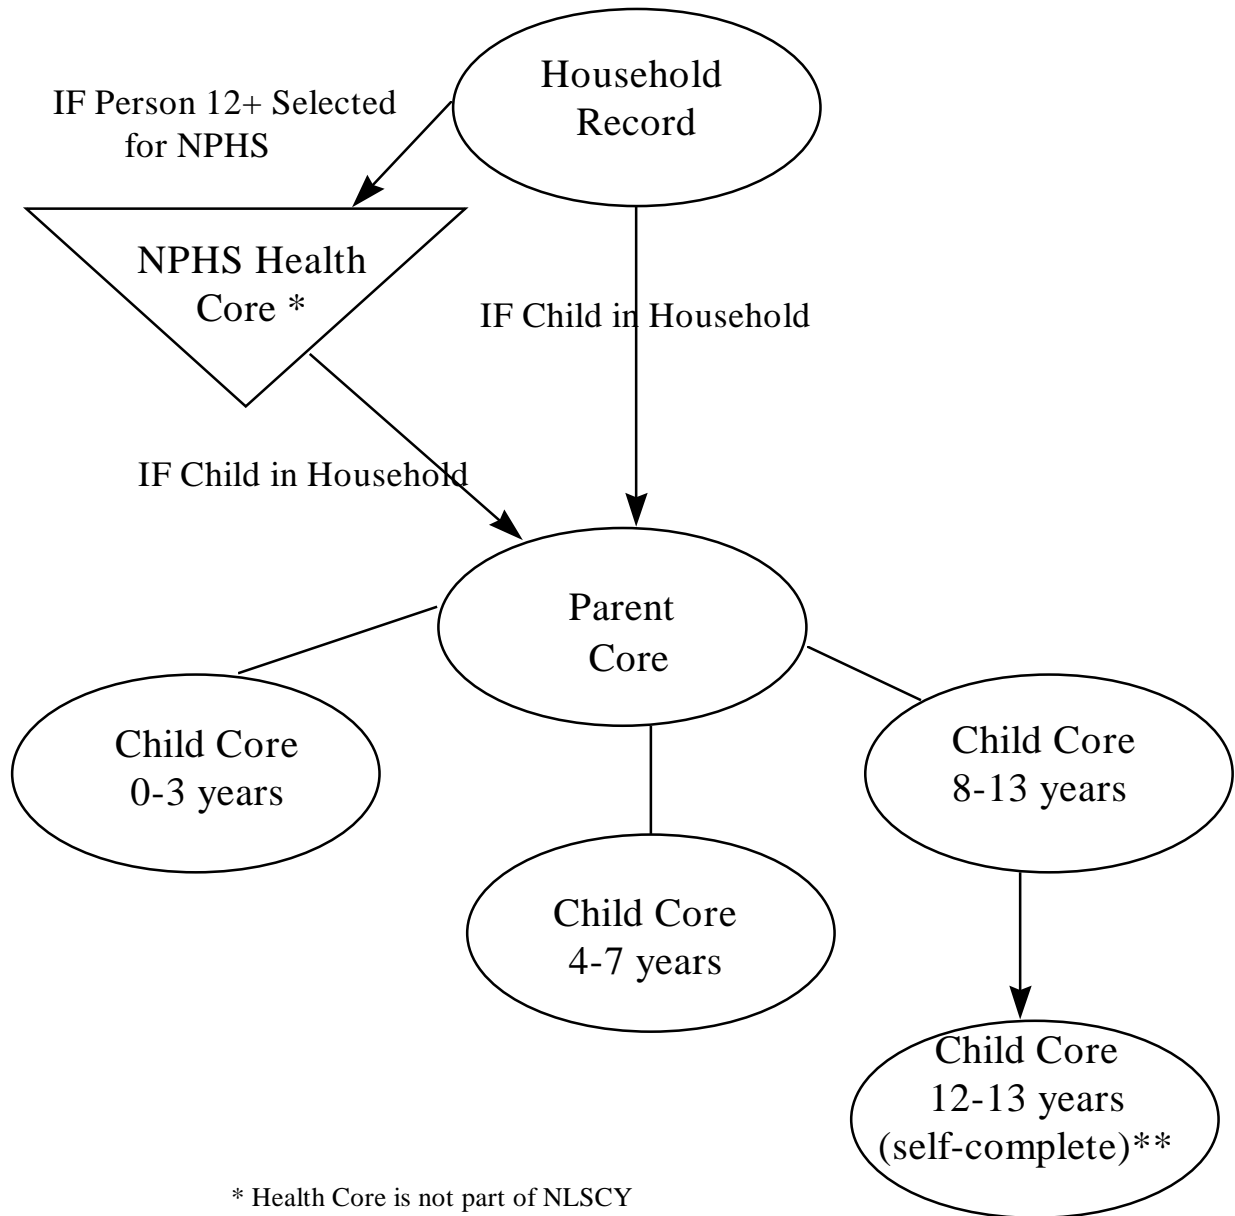 Household
Record
IF Person 12+ Selected
for NPHS
NPHS Health
Core *
IF Child in Household
IF Child in Household
Parent
Core
Child Core
0-3 years
Child Core
8-13 years
Child Core
4-7 years
Child Core
12-13 years
(self-complete)**
* Health Core is not part of NLSCY